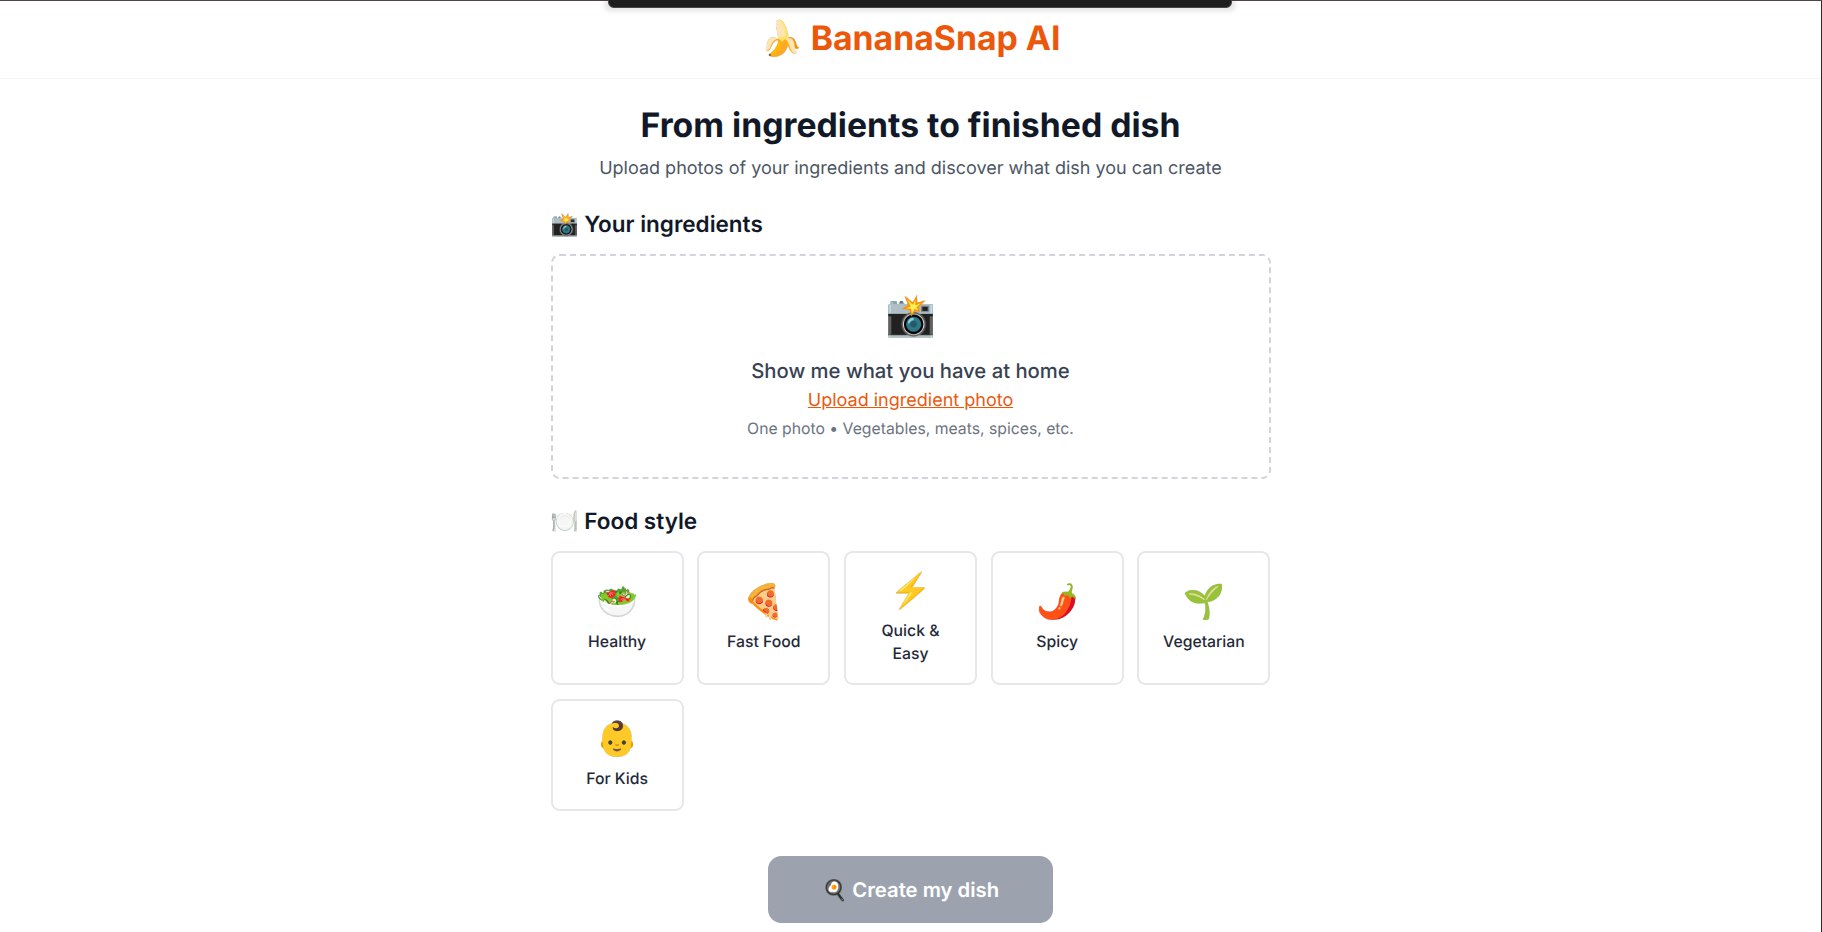 BananaSnap AI
From ingredients to finished dish
Upload photos of your ingredients and discover what dish you can create
Your ingredients
Show me what you have at home
Upload ingredient photo
One photo • Vegetables, meats, spices, etc.
Food style
Healthy
Fast Food
Quick &
Easy
Spicy
Vegetarian
For Kids
Create my dish